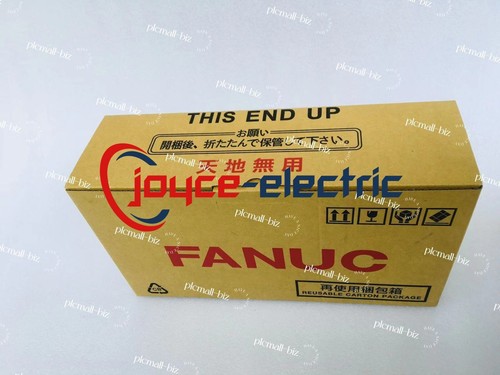 THIS END UP
お願い
開梱後、折たたんで保管して下さい。
天地無用
joyce-electric
FANUC
再使用梱包箱
REUSABLE CARTON PACKAGE
plcmall-biz